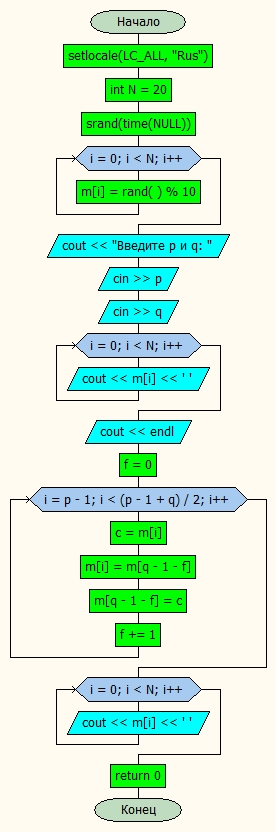 Начало
setlocale(LC_ALL, "Rus")
int N = 20
srand(time(NULL))
i = 0; i < N; i++
m[i] = rand( ) % 10
cout << "Введите p и q: "
cin >> p
cin >> q
i = 0; i < N; i++
cout << m[i] << ' '
cout << endl
f = 0
i = p - 1; i < (p - 1 + q) / 2; i++
c = m[i]
m[i] = m[q - 1 - f]
m[q - 1 - f] = c
f += 1
i = 0; i < N; i++
cout << m[i] << ' '
return 0
Конец